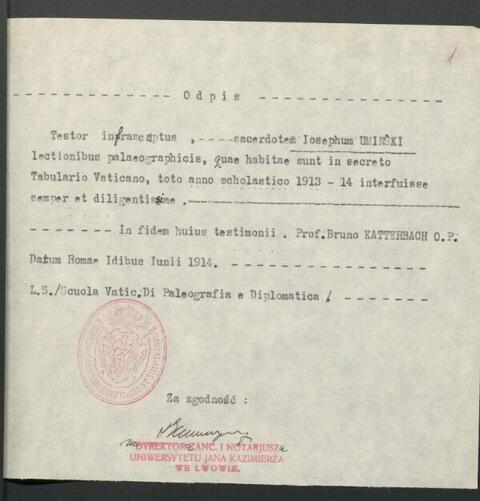 1
- - - - - - - - - - - - - O d p i s - - - - - - - - - - - - - -
Testor infrascriptus , ----sacerdotem Iosephum UMIŃSKI
lectionibus palaeographicis, quae habitae sunt in secreto
Tabulario Vaticano, toto anno scholastico 1913 - 14 interfuisse
semper et diligentissime .-----------------------------------
- - - - - - - In fidem huius testimonii . Prof.Bruno KATTERBACH O.P.
Datum Romae Idibus Iunii 1914. - - - - - - - - - - - - - -
L.S./Scuola Vatic.Di Paleografia e Diplomatica / - - - - - - -
Za zgodność :
DYREKTOR KANC. I NOTARJUSZ
UNIWERSYTETU JANA KAZIMIERZA
WE LWOWIE.